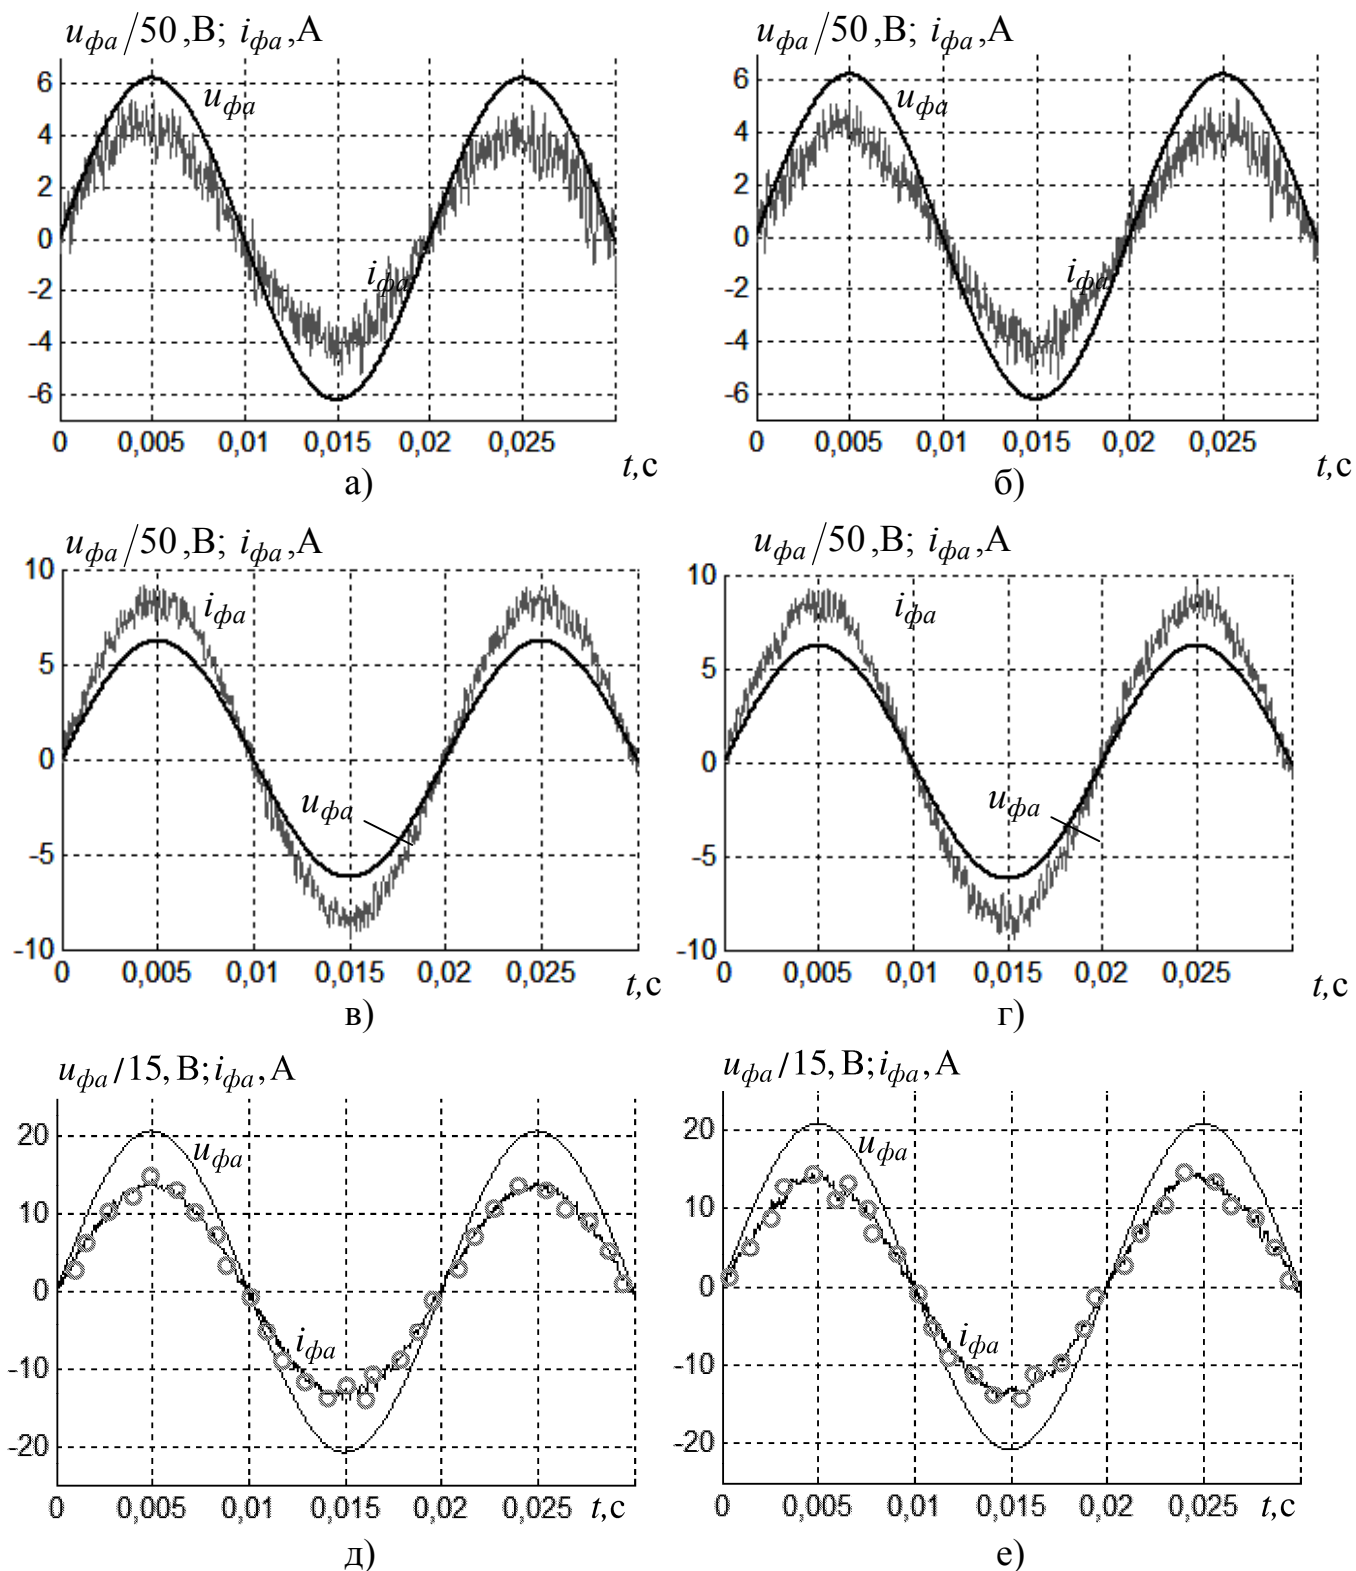 u_фа/50 ,В; i_фа ,А
6
4
2
0
-2
-4
-6
u_фа
i_фа
0 0,005 0,01 0,015 0,02 0,025
t,с
а)
u_фа/50 ,В; i_фа ,А
6
4
2
0
-2
-4
-6
u_фа
i_фа
0 0,005 0,01 0,015 0,02 0,025
t,с
б)
u_фа/50 ,В; i_фа ,А
10
5
0
-5
-10
i_фа
u_фа
0 0,005 0,01 0,015 0,02 0,025
t,с
в)
u_фа/50 ,В; i_фа ,А
10
5
0
-5
-10
i_фа
u_фа
0 0,005 0,01 0,015 0,02 0,025
t,с
г)
u_фа/15, В; i_фа, А
20
10
0
-10
-20
u_фа
i_фа
0 0,005 0,01 0,015 0,02 0,025 t,с
д)
u_фа/15, В; i_фа, А
20
10
0
-10
-20
u_фа
i_фа
0 0,005 0,01 0,015 0,02 0,025 t,с
е)